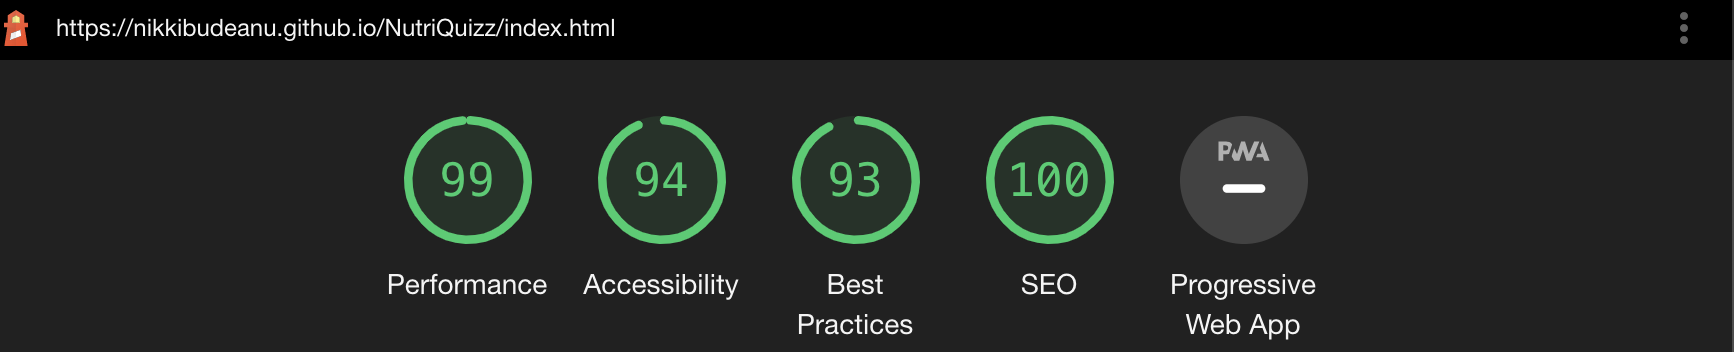 https://nikkibudeanu.github.io/NutriQuizz/index.html
99
94
93
100
PWA
Performance
Accessibility
Best
Practices
SEO
Progressive
Web App